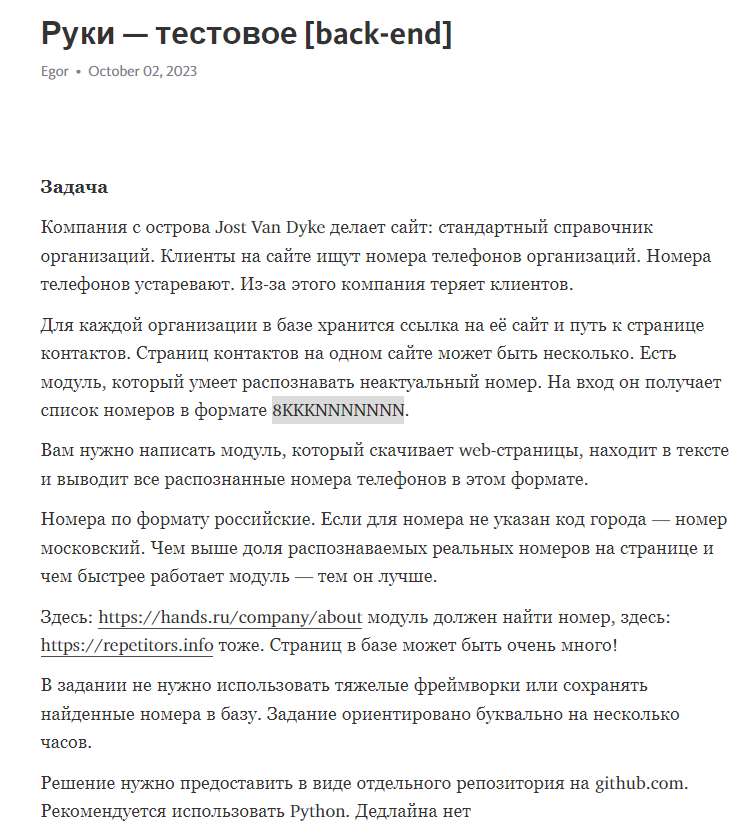 Руки — тестовое [back-end]
Egor • October 02, 2023
Задача
Компания с острова Jost Van Dyke делает сайт: стандартный справочник
организаций. Клиенты на сайте ищут номера телефонов организаций. Номера
телефонов устаревают. Из-за этого компания теряет клиентов.
Для каждой организации в базе хранится ссылка на её сайт и путь к странице
контактов. Страниц контактов на одном сайте может быть несколько. Есть
модуль, который умеет распознавать неактуальный номер. На вход он получает
список номеров в формате 8KKKNNNNNNN.
Вам нужно написать модуль, который скачивает web-страницы, находит в тексте
и выводит все распознанные номера телефонов в этом формате.
Номера по формату российские. Если для номера не указан код города — номер
московский. Чем выше доля распознаваемых реальных номеров на странице и
чем быстрее работает модуль — тем он лучше.
Здесь: https://hands.ru/company/about модуль должен найти номер, здесь:
https://repetitors.info тоже. Страниц в базе может быть очень много!
В задании не нужно использовать тяжелые фреймворки или сохранять
найденные номера в базу. Задание ориентировано буквально на несколько
часов.
Решение нужно предоставить в виде отдельного репозитория на github.com.
Рекомендуется использовать Python. Дедлайна нет